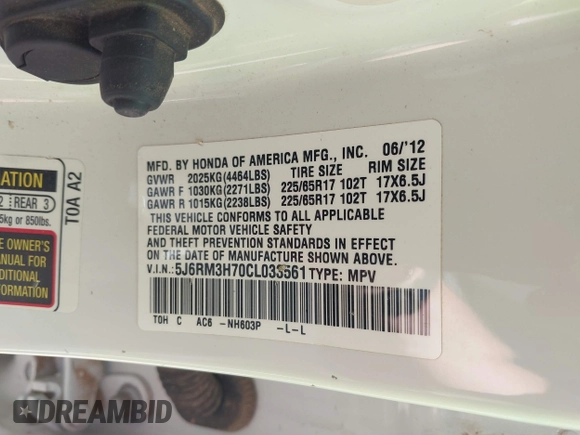 MFD. BY HONDA OF AMERICA MFG., INC. 06/'12
GVWR 2025KG(4464LBS) TIRE SIZE RIM SIZE
GAWR F 1030KG(2271LBS) 225/65R17 102T 17X6.5J
GAWR R 1015KG(2238LBS) 225/65R17 102T 17X6.5J
THIS VEHICLE CONFORMS TO ALL APPLICABLE
FEDERAL MOTOR VEHICLE SAFETY
AND THEFT PREVENTION STANDARDS IN EFFECT
ON THE DATE OF MANUFACTURE SHOWN ABOVE.
V.I.N.:5J6RM3H70CL035561 TYPE: MPV
TOH C AC6 -NH603P -L-L
ATION
2 REAR 3
5kg or 850lbs.
E OWNER'S
MANUAL FOR
DITIONAL
ORMATION
TOA A2
DREAMBID